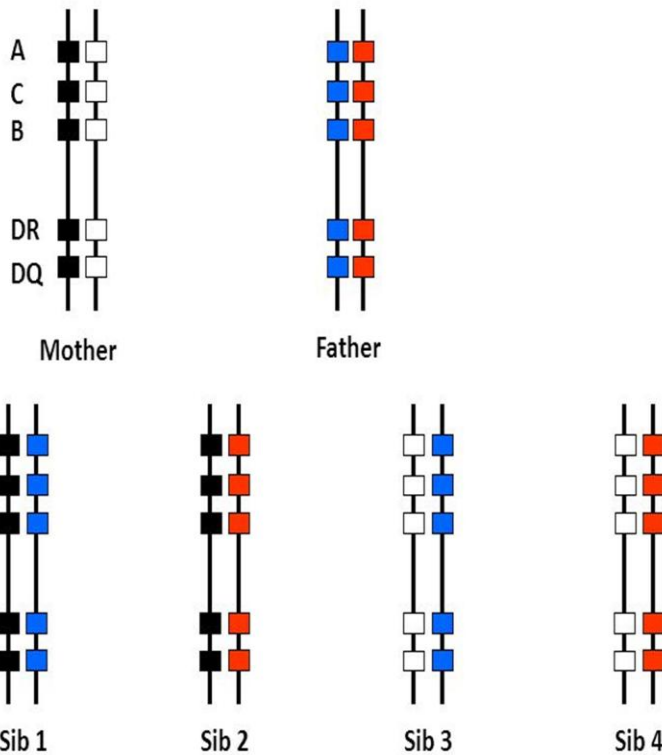 A
C
B
DR
DQ
Mother
Father
Sib 1
Sib 2
Sib 3
Sib 4